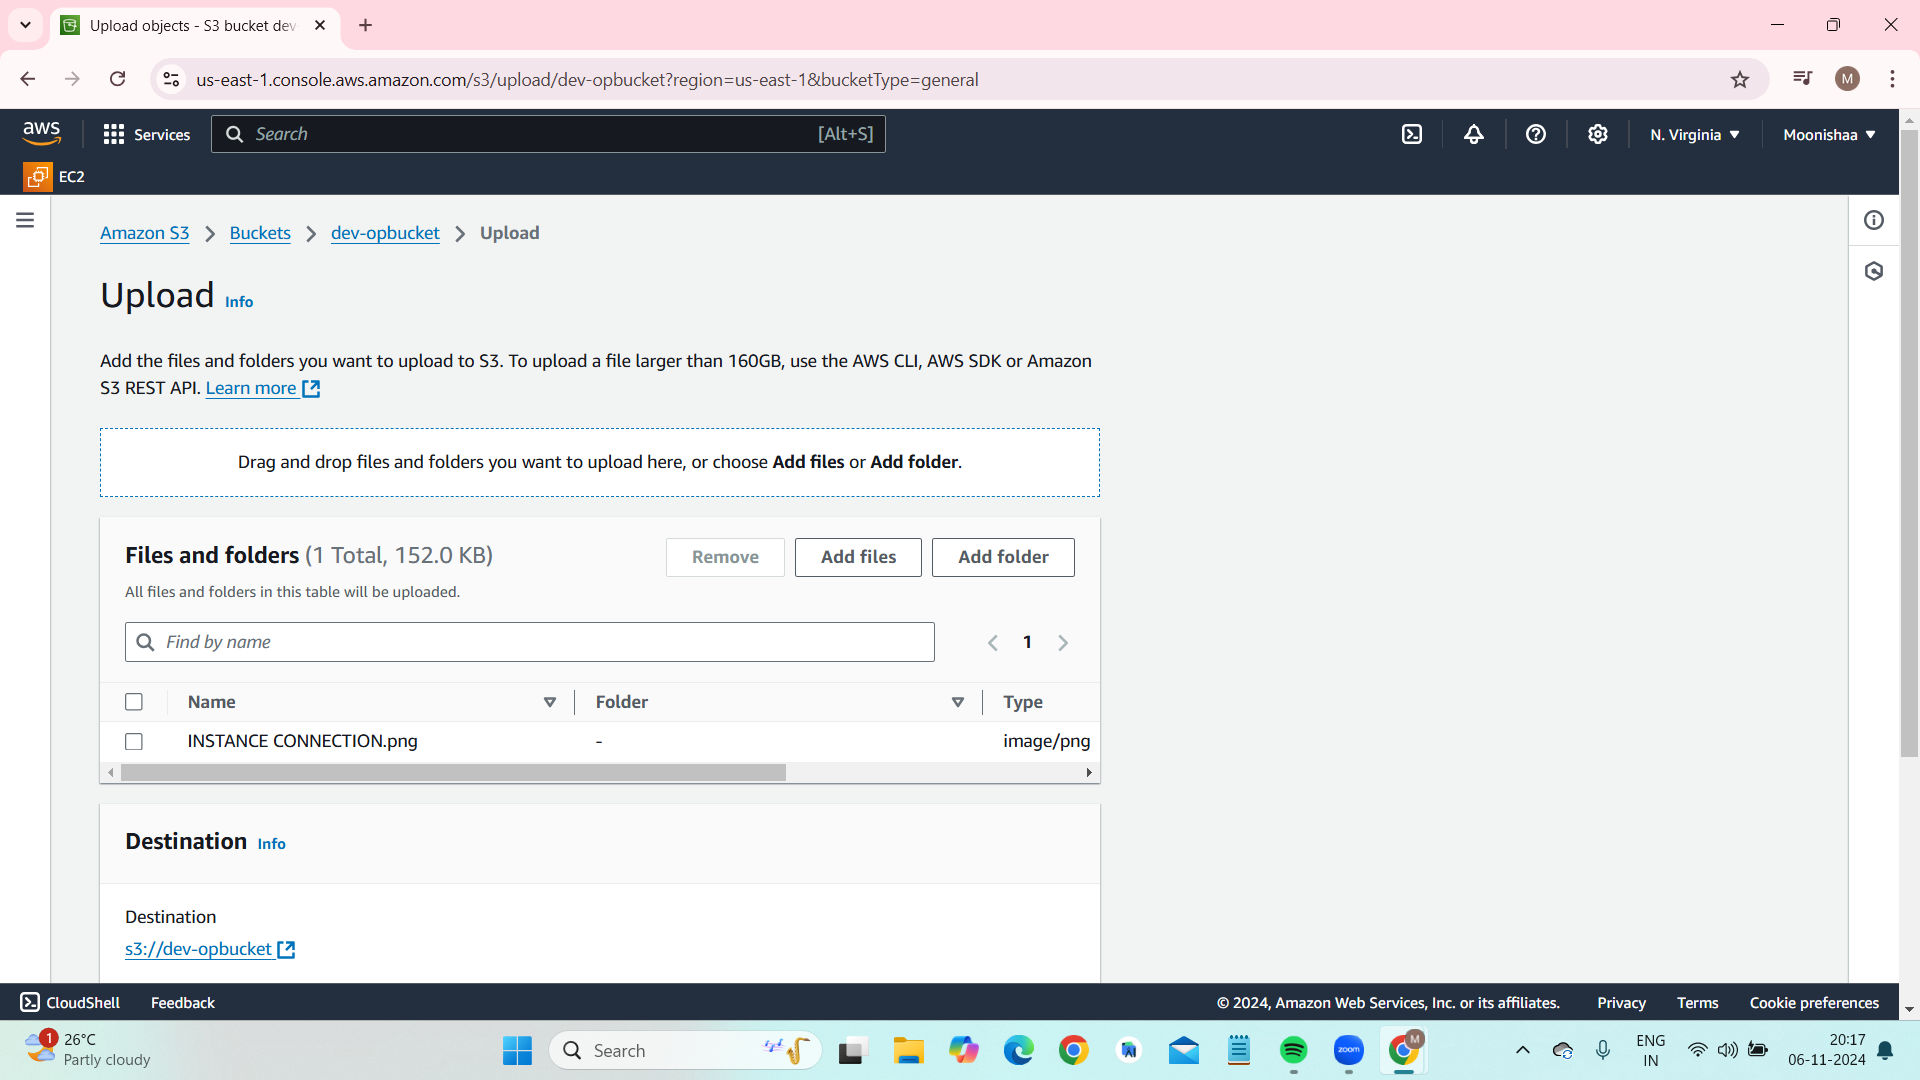 Upload objects - S3 bucket dev
us-east-1.console.aws.amazon.com/s3/upload/dev-opbucket?region=us-east-1&bucketType=general
M
aws
Services
Search
[Alt+S]
N. Virginia
Moonishaa
EC2
Amazon S3 > Buckets > dev-opbucket > Upload
Upload Info
Add the files and folders you want to upload to S3. To upload a file larger than 160GB, use the AWS CLI, AWS SDK or Amazon
S3 REST API. Learn more
Drag and drop files and folders you want to upload here, or choose Add files or Add folder.
Files and folders (1 Total, 152.0 KB)
Remove
Add files
Add folder
All files and folders in this table will be uploaded.
Find by name
1
Name
Folder
Type
INSTANCE CONNECTION.png
-
image/png
Destination Info
Destination
s3://dev-opbucket
CloudShell
Feedback
© 2024, Amazon Web Services, Inc. or its affiliates.
Privacy
Terms
Cookie preferences
1
26°C
Partly cloudy
Search
zoom
M
ENG
IN
20:17
06-11-2024